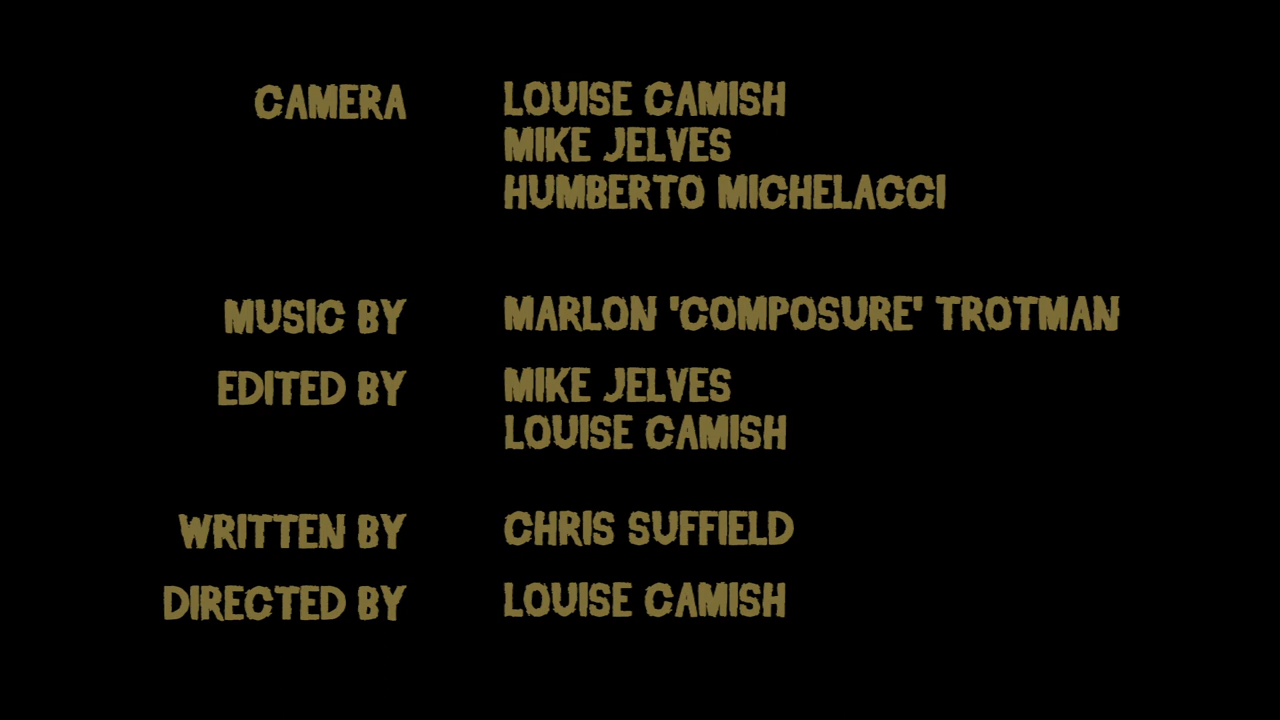 CAMERA LOUISE CAMISH
MIKE JELVES
HUMBERTO MICHELACCI
MUSIC BY MARLON 'COMPOSURE' TROTMAN
EDITED BY MIKE JELVES
LOUISE CAMISH
WRITTEN BY CHRIS SUFFIELD
DIRECTED BY LOUISE CAMISH